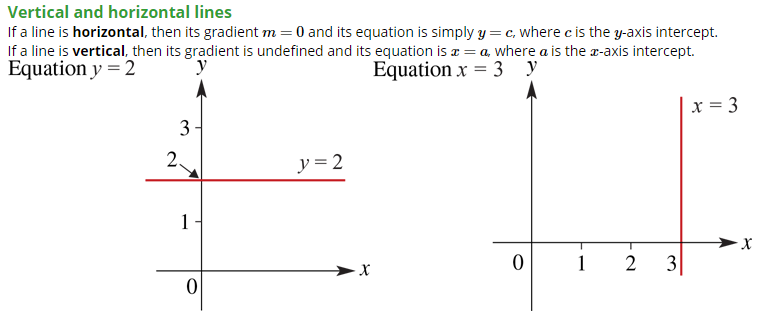 Vertical and horizontal lines
If a line is horizontal, then its gradient m = 0 and its equation is simply y = c, where c is the y-axis intercept.
If a line is vertical, then its gradient is undefined and its equation is x = a, where a is the x-axis intercept.
Equation y = 2
y
3
2
y = 2
1
x
0
Equation x = 3
y
x = 3
x
0 1 2 3